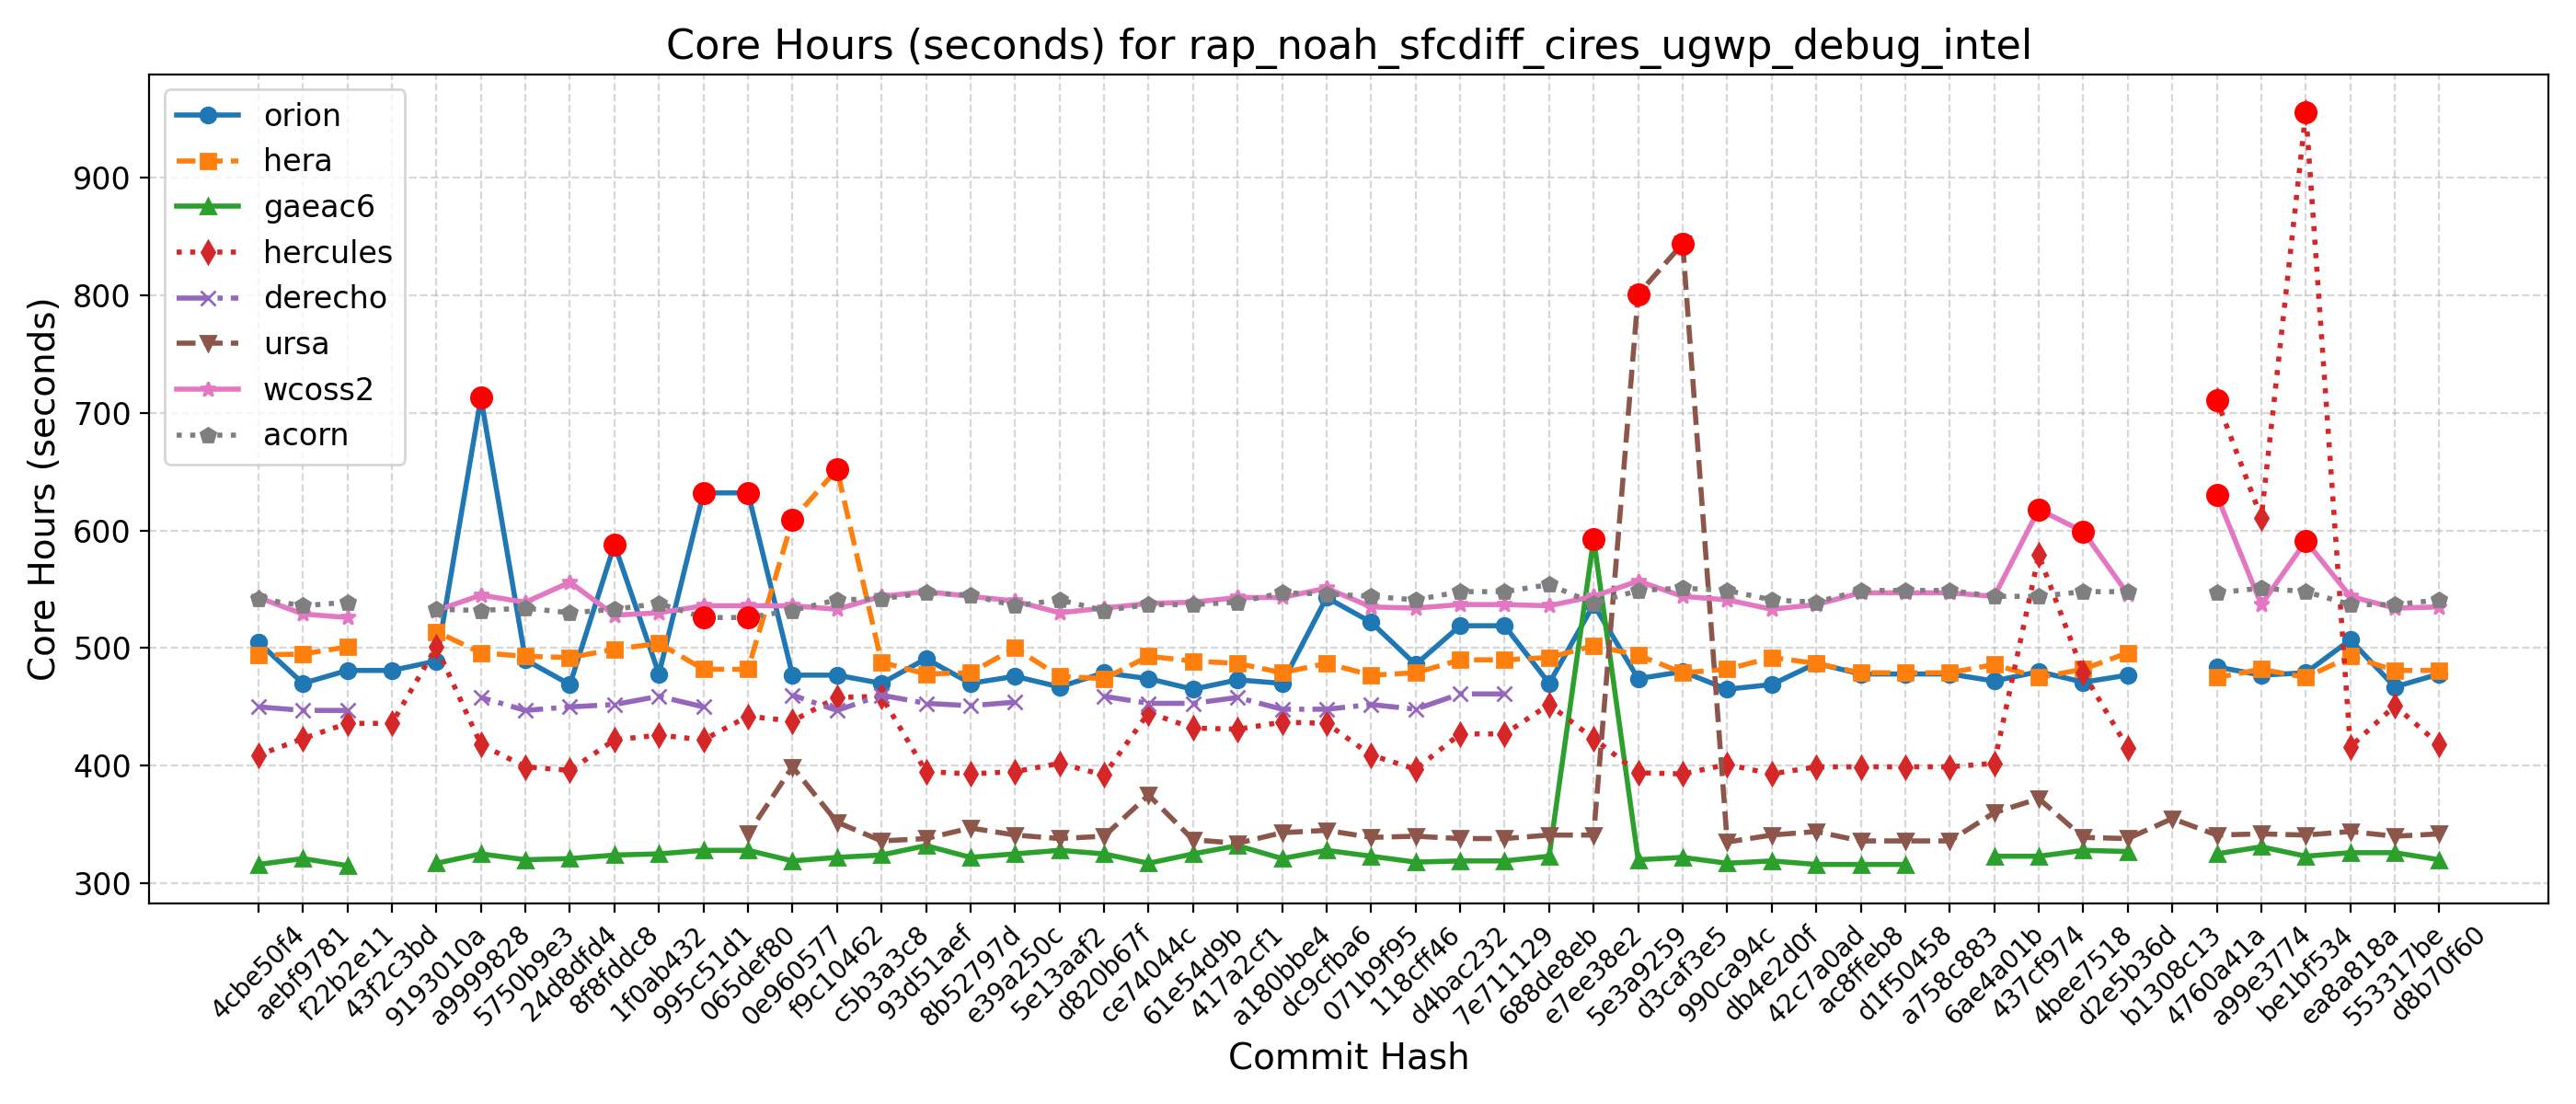 Core Hours (seconds) for rap_noah_sfcdiff_cires_ugwp_debug_intel
orion
hera
gaeac6
hercules
derecho
ursa
wcoss2
acorn
Core Hours (seconds)
900
800
700
600
500
400
300
4cbe50f4
aebf9781
f22b2e11
43f2c3bd
9193010a
a9999828
5750b9e3
24d8dfd4
8f8fddc8
1f0ab432
995c51d1
065def80
0e960577
f9c10462
c5b3a3c8
93d51aef
8b52797d
e39a250c
5e13aaf2
d820b67f
ce74044c
61e54d9b
417a2cf1
a180bbe4
dc9cfba6
071b9f95
118cff46
d4bac232
7e711129
688de8eb
e7ee38e2
5e3a9259
d3caf3e5
990ca94c
db4e2d0f
42c7a0ad
ac8ffeb8
d1f50458
a758c883
6ae4a01b
437cf974
4bee7518
d2e5b36d
b1308c13
4760a41a
a99e3774
be1bf534
ea8a818a
553317be
d8b70f60
Commit Hash